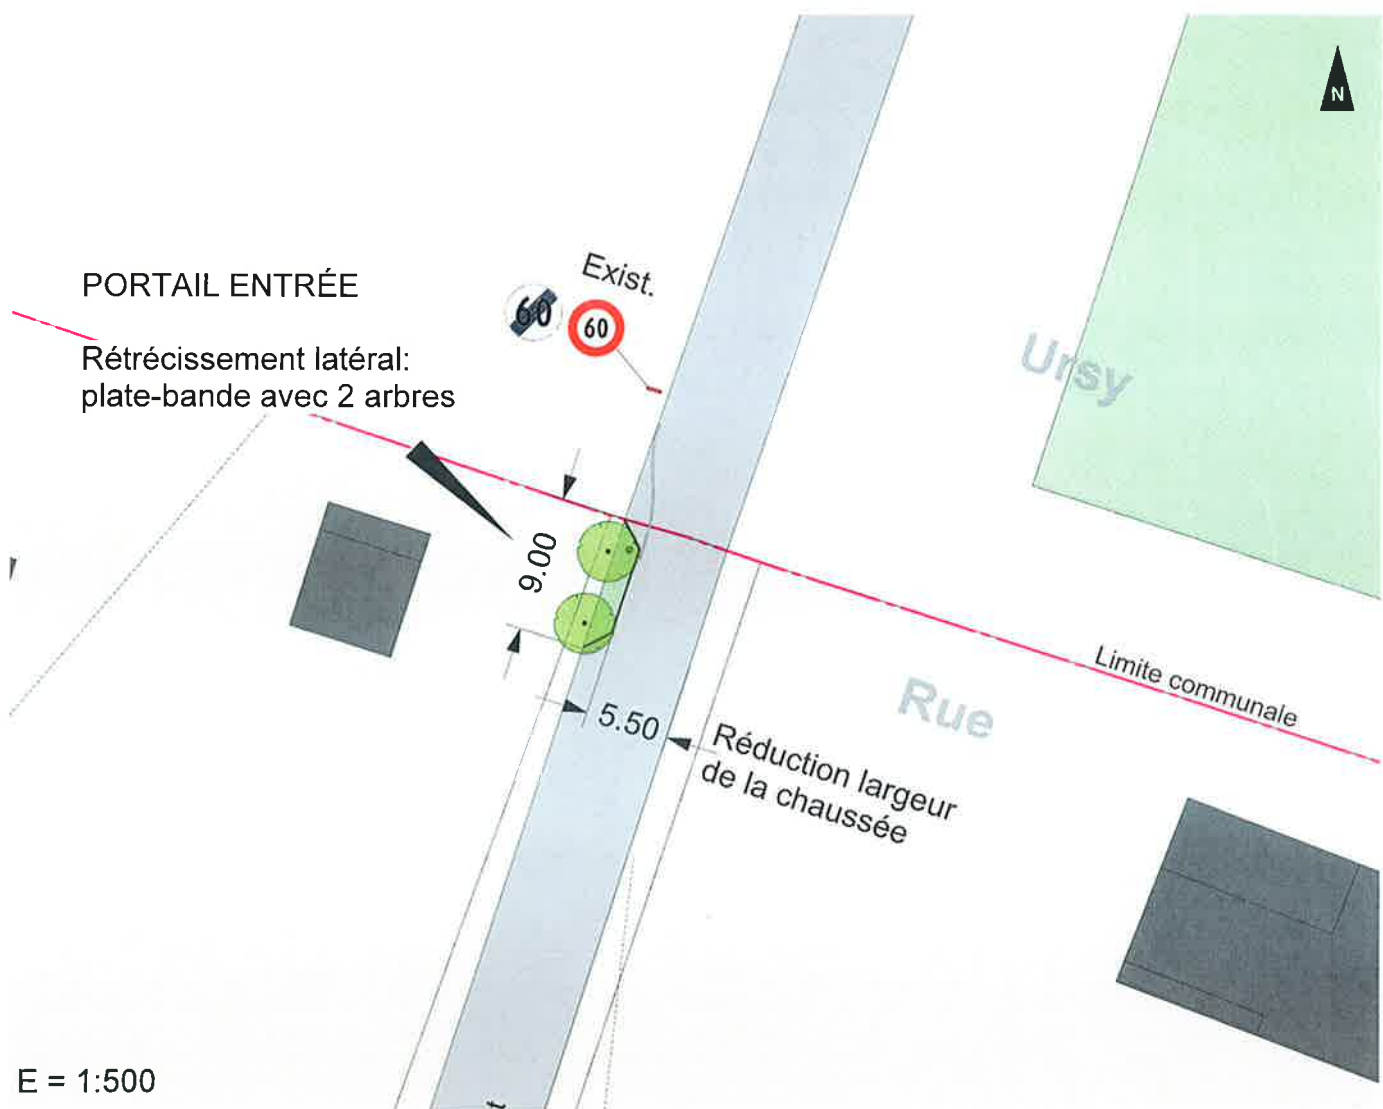 N
Exist.
PORTAIL ENTRÉE
60
60
Rétrécissement latéral:
plate-bande avec 2 arbres
Ursy
9.00
Limite communale
Rue
5.50
Réduction largeur
de la chaussée
E = 1:500
t